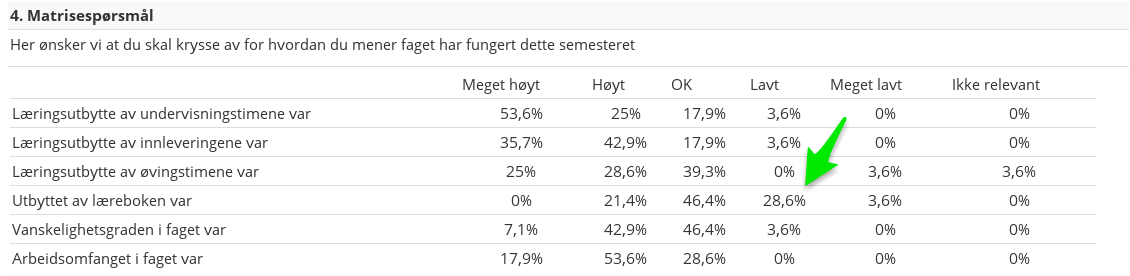 4. Matrisespørsmål
Her ønsker vi at du skal krysse av for hvordan du mener faget har fungert dette semesteret
Meget høyt Høyt OK Lavt Meget lavt Ikke relevant
Læringsutbytte av undervisningstimene var 53,6% 25% 17,9% 3,6% 0% 0%
Læringsutbytte av innleveringene var 35,7% 42,9% 17,9% 3,6% 0% 0%
Læringsutbytte av øvingstimene var 25% 28,6% 39,3% 0% 3,6% 3,6%
Utbyttet av læreboken var 0% 21,4% 46,4% 28,6% 3,6% 0%
Vanskelighetsgraden i faget var 7,1% 42,9% 46,4% 3,6% 0% 0%
Arbeidsomfanget i faget var 17,9% 53,6% 28,6% 0% 0% 0%